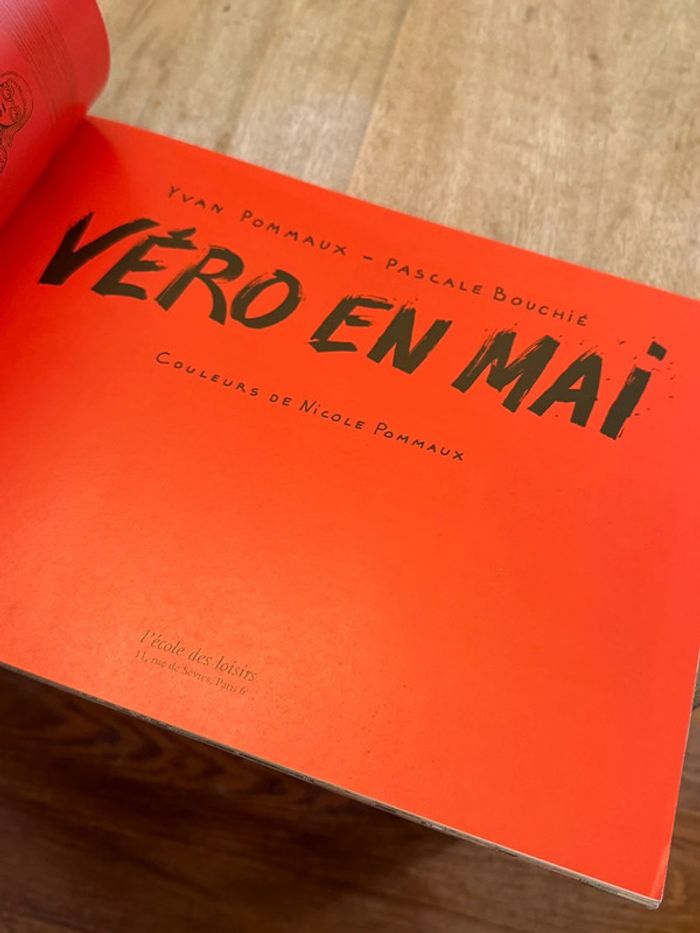 Yvan Pommaux – Pascale Bouchié
VÉRO EN MAI
Couleurs de Nicole Pommaux
l'école des loisirs
11, rue de Sèvres, Paris 6e